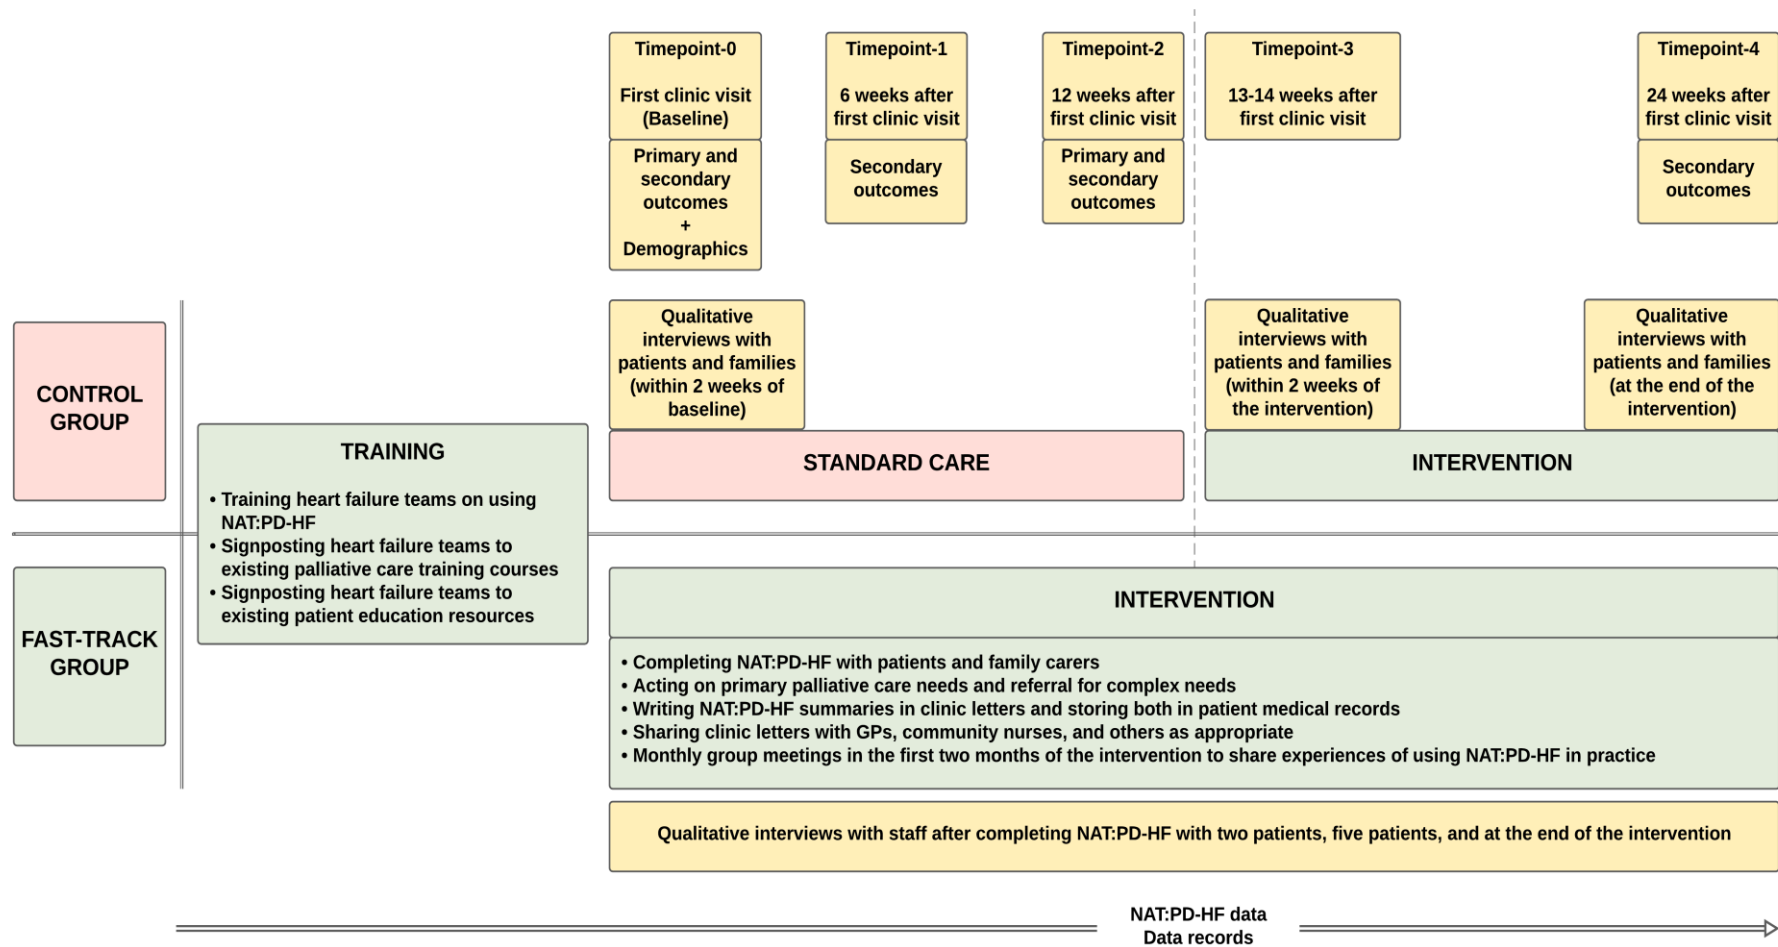 Timepoint-0
First clinic visit
(Baseline)
Primary and
secondary
outcomes
+
Demographics
Timepoint-1
6 weeks after
first clinic visit
Secondary
outcomes
Timepoint-2
12 weeks after
first clinic visit
Primary and
secondary
outcomes
Timepoint-3
13-14 weeks after
first clinic visit
Timepoint-4
24 weeks after
first clinic visit
Secondary
outcomes
CONTROL
GROUP
Qualitative
interviews with
patients and families
(within 2 weeks of
baseline)
Qualitative
interviews with
patients and families
(within 2 weeks of
the intervention)
Qualitative
interviews with
patients and families
(at the end of the
intervention)
STANDARD CARE
INTERVENTION
TRAINING
• Training heart failure teams on using
NAT:PD-HF
• Signposting heart failure teams to
existing palliative care training courses
• Signposting heart failure teams to
existing patient education resources
FAST-TRACK
GROUP
INTERVENTION
• Completing NAT:PD-HF with patients and family carers
• Acting on primary palliative care needs and referral for complex needs
• Writing NAT:PD-HF summaries in clinic letters and storing both in patient medical records
• Sharing clinic letters with GPs, community nurses, and others as appropriate
• Monthly group meetings in the first two months of the intervention to share experiences of using NAT:PD-HF in practice
Qualitative interviews with staff after completing NAT:PD-HF with two patients, five patients, and at the end of the intervention
NAT:PD-HF data
Data records